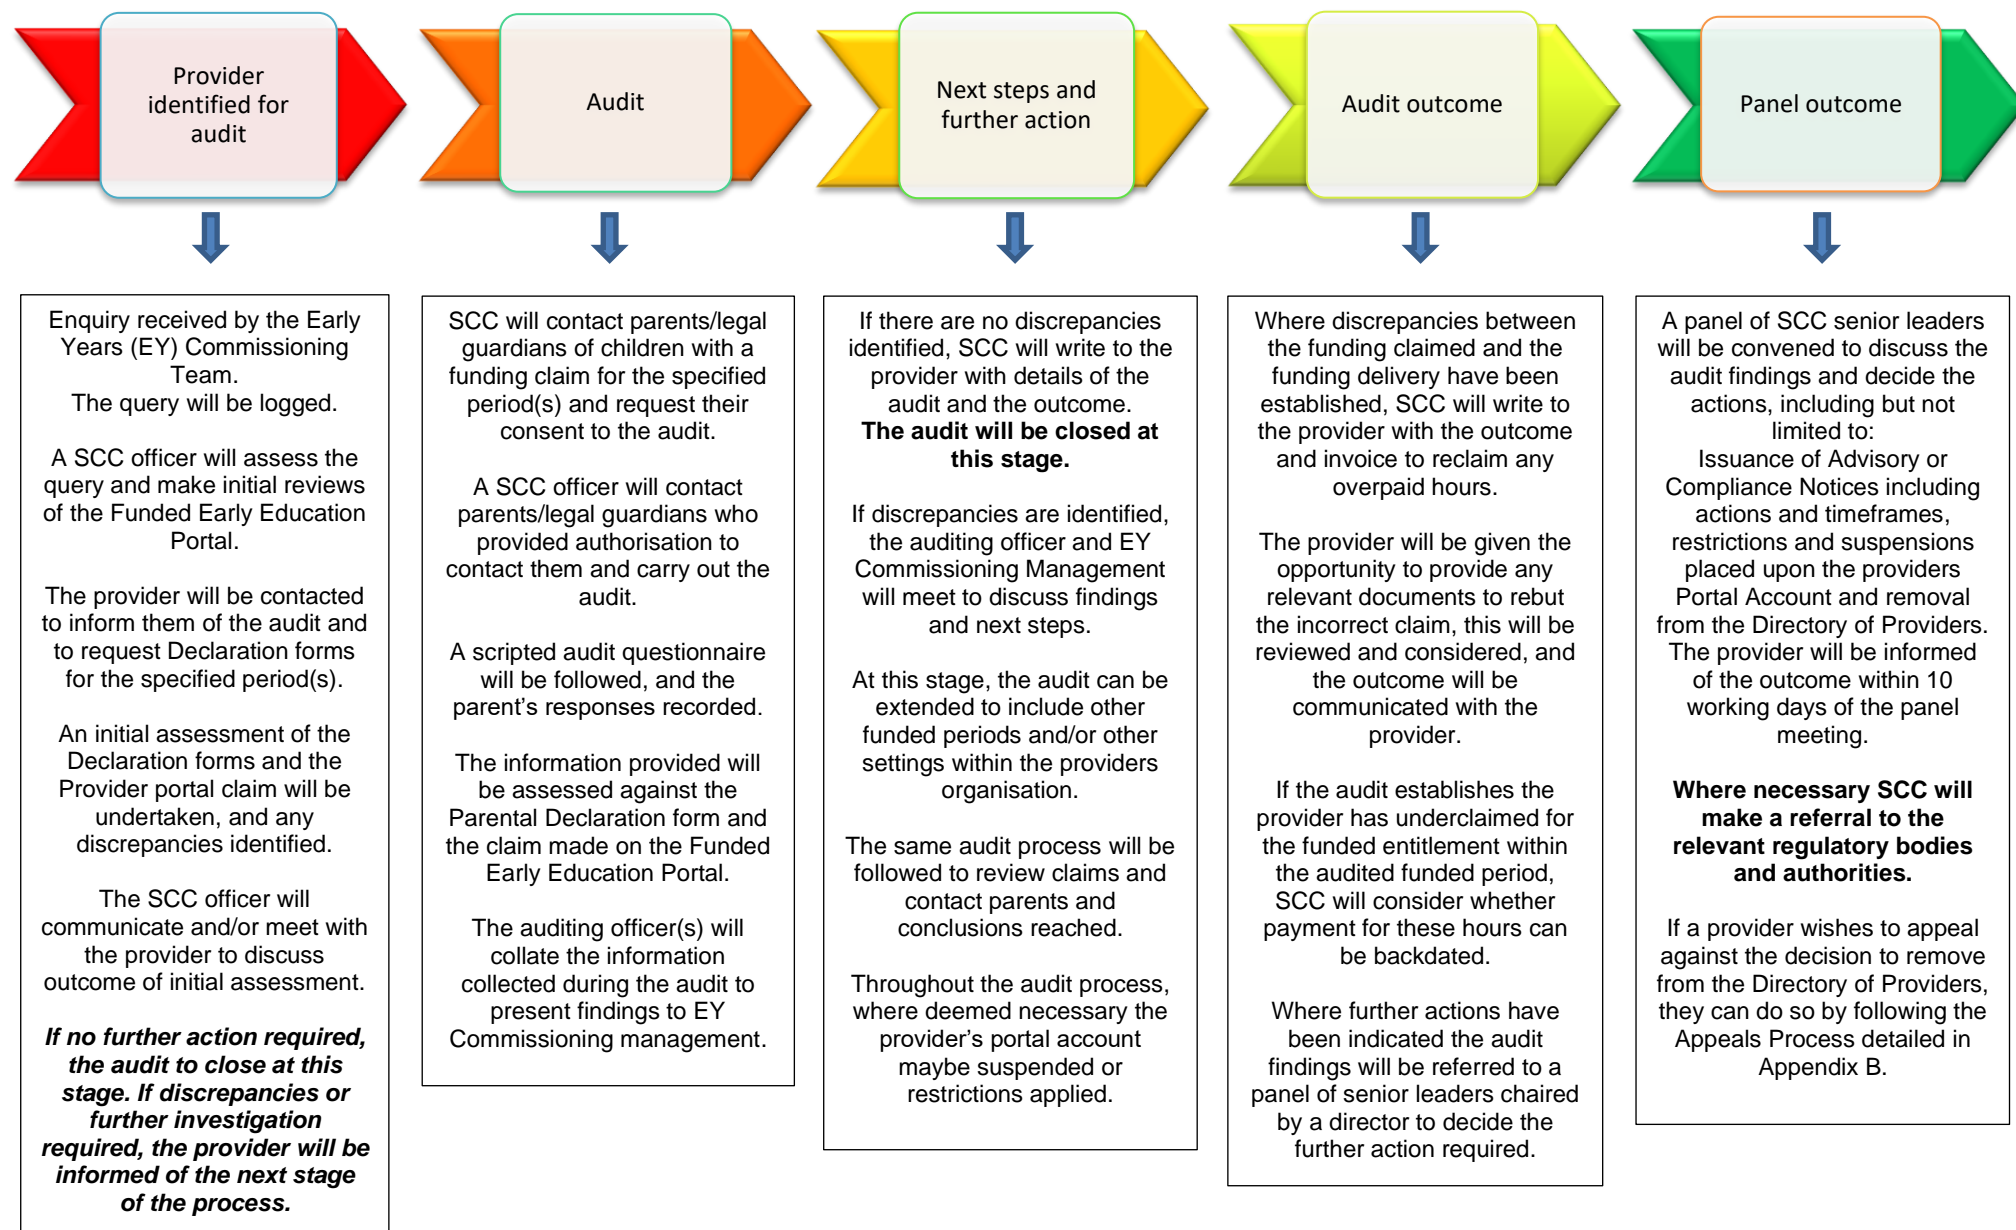 Provider
identified for
audit
Audit
Next steps and
further action
Audit outcome
Panel outcome
Enquiry received by the Early
Years (EY) Commissioning
Team.
The query will be logged.
A SCC officer will assess the
query and make initial reviews
of the Funded Early Education
Portal.
The provider will be contacted
to inform them of the audit and
to request Declaration forms
for the specified period(s).
An initial assessment of the
Declaration forms and the
Provider portal claim will be
undertaken, and any
discrepancies identified.
The SCC officer will
communicate and/or meet with
the provider to discuss
outcome of initial assessment.
If no further action required,
the audit to close at this
stage. If discrepancies or
further investigation
required, the provider will be
informed of the next stage
of the process.
SCC will contact parents/legal
guardians of children with a
funding claim for the specified
period(s) and request their
consent to the audit.
A SCC officer will contact
parents/legal guardians who
provided authorisation to
contact them and carry out the
audit.
A scripted audit questionnaire
will be followed, and the
parent’s responses recorded.
The information provided will
be assessed against the
Parental Declaration form and
the claim made on the Funded
Early Education Portal.
The auditing officer(s) will
collate the information
collected during the audit to
present findings to EY
Commissioning management.
If there are no discrepancies
identified, SCC will write to the
provider with details of the
audit and the outcome.
The audit will be closed at
this stage.
If discrepancies are identified,
the auditing officer and EY
Commissioning Management
will meet to discuss findings
and next steps.
At this stage, the audit can be
extended to include other
funded periods and/or other
settings within the providers
organisation.
The same audit process will be
followed to review claims and
contact parents and
conclusions reached.
Throughout the audit process,
where deemed necessary the
provider’s portal account
maybe suspended or
restrictions applied.
Where discrepancies between
the funding claimed and the
funding delivery have been
established, SCC will write to
the provider with the outcome
and invoice to reclaim any
overpaid hours.
The provider will be given the
opportunity to provide any
relevant documents to rebut
the incorrect claim, this will be
reviewed and considered, and
the outcome will be
communicated with the
provider.
If the audit establishes the
provider has underclaimed for
the funded entitlement within
the audited funded period,
SCC will consider whether
payment for these hours can
be backdated.
Where further actions have
been indicated the audit
findings will be referred to a
panel of senior leaders chaired
by a director to decide the
further action required.
A panel of SCC senior leaders
will be convened to discuss the
audit findings and decide the
actions, including but not
limited to:
Issuance of Advisory or
Compliance Notices including
actions and timeframes,
restrictions and suspensions
placed upon the providers
Portal Account and removal
from the Directory of Providers.
The provider will be informed
of the outcome within 10
working days of the panel
meeting.
Where necessary SCC will
make a referral to the
relevant regulatory bodies
and authorities.
If a provider wishes to appeal
against the decision to remove
from the Directory of Providers,
they can do so by following the
Appeals Process detailed in
Appendix B.